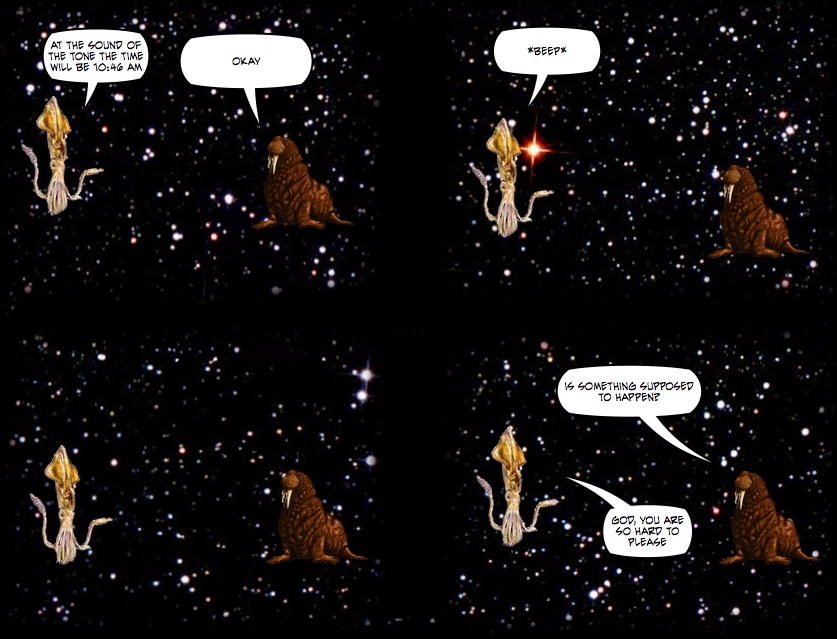 AT THE SOUND OF
THE TONE THE TIME
WILL BE 10:46 AM
OKAY
*BEEP*
IS SOMETHING SUPPOSED
TO HAPPEN?
GOD, YOU ARE
SO HARD TO
PLEASE